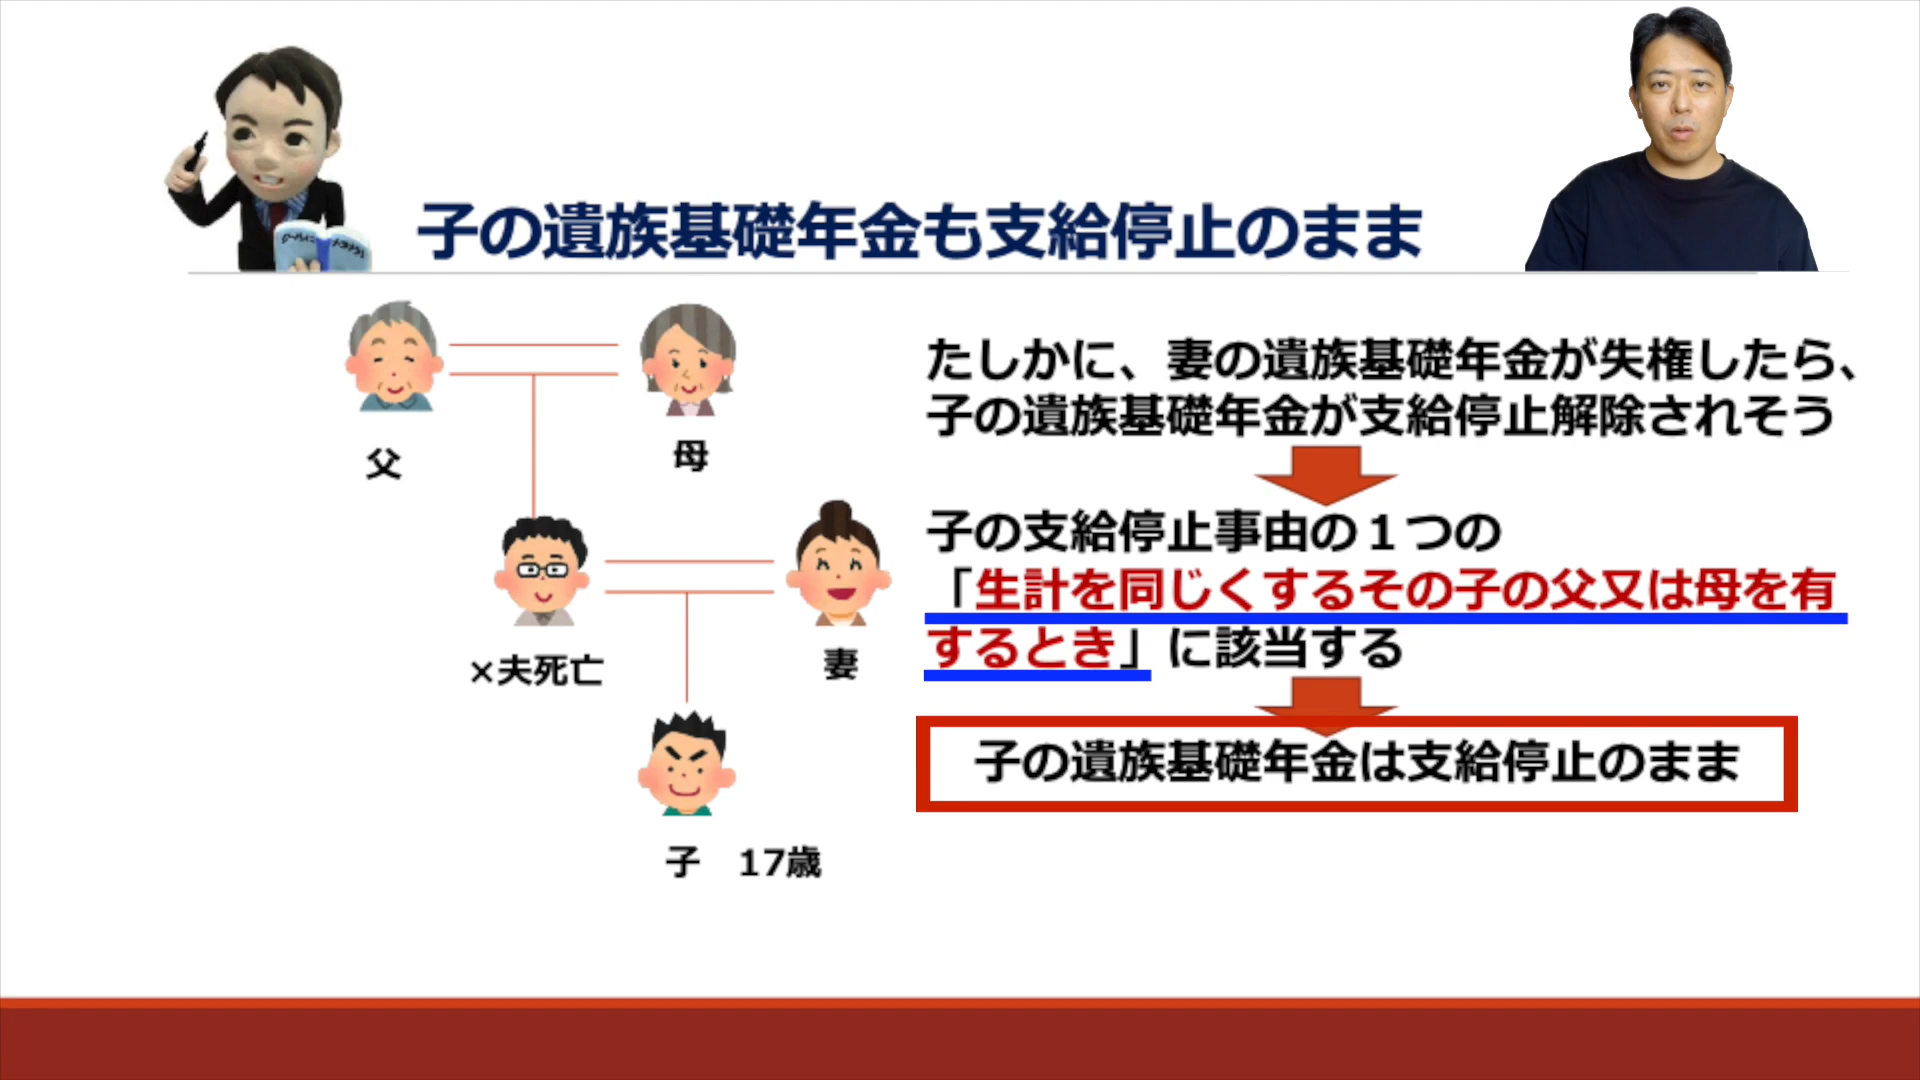 子の遺族基礎年金も支給停止のまま
父
母
×夫死亡
妻
子 17歳
たしかに、妻の遺族基礎年金が失権したら、
子の遺族基礎年金が支給停止解除されそう
子の支給停止事由の１つの
「生計を同じくするその子の父又は母を有
するとき」に該当する
子の遺族基礎年金は支給停止のまま